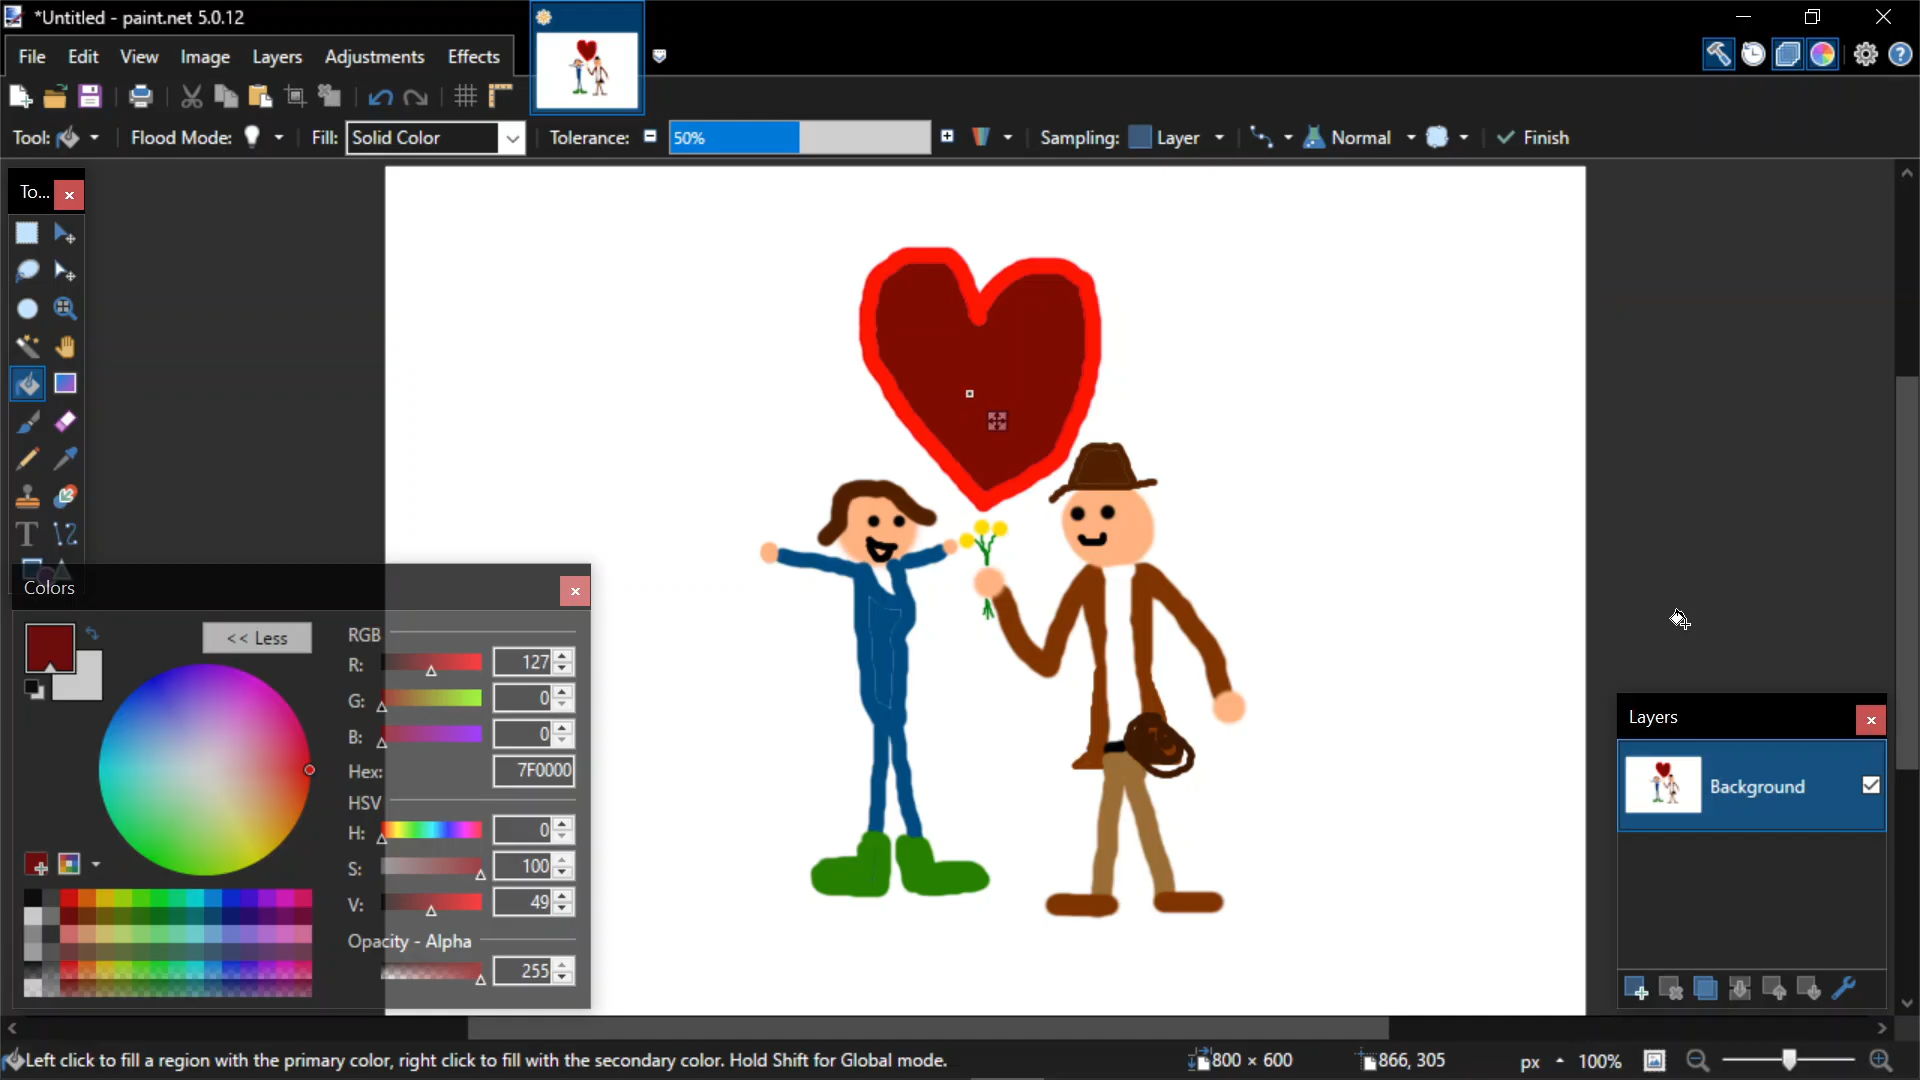 *Untitled - paint.net 5.0.12
File Edit View Image Layers Adjustments Effects
Tool: Flood Mode: Fill: Solid Color Tolerance: 50% Sampling: Layer Normal Finish
To...
Colors
<< Less
RGB
R: 127
G: 0
B: 0
Hex: 7F0000
HSV
H: 0
S: 100
V: 49
Opacity - Alpha
255
Layers
Background
Left click to fill a region with the primary color, right click to fill with the secondary color. Hold Shift for Global mode. 800 × 600 866, 305 px 100%